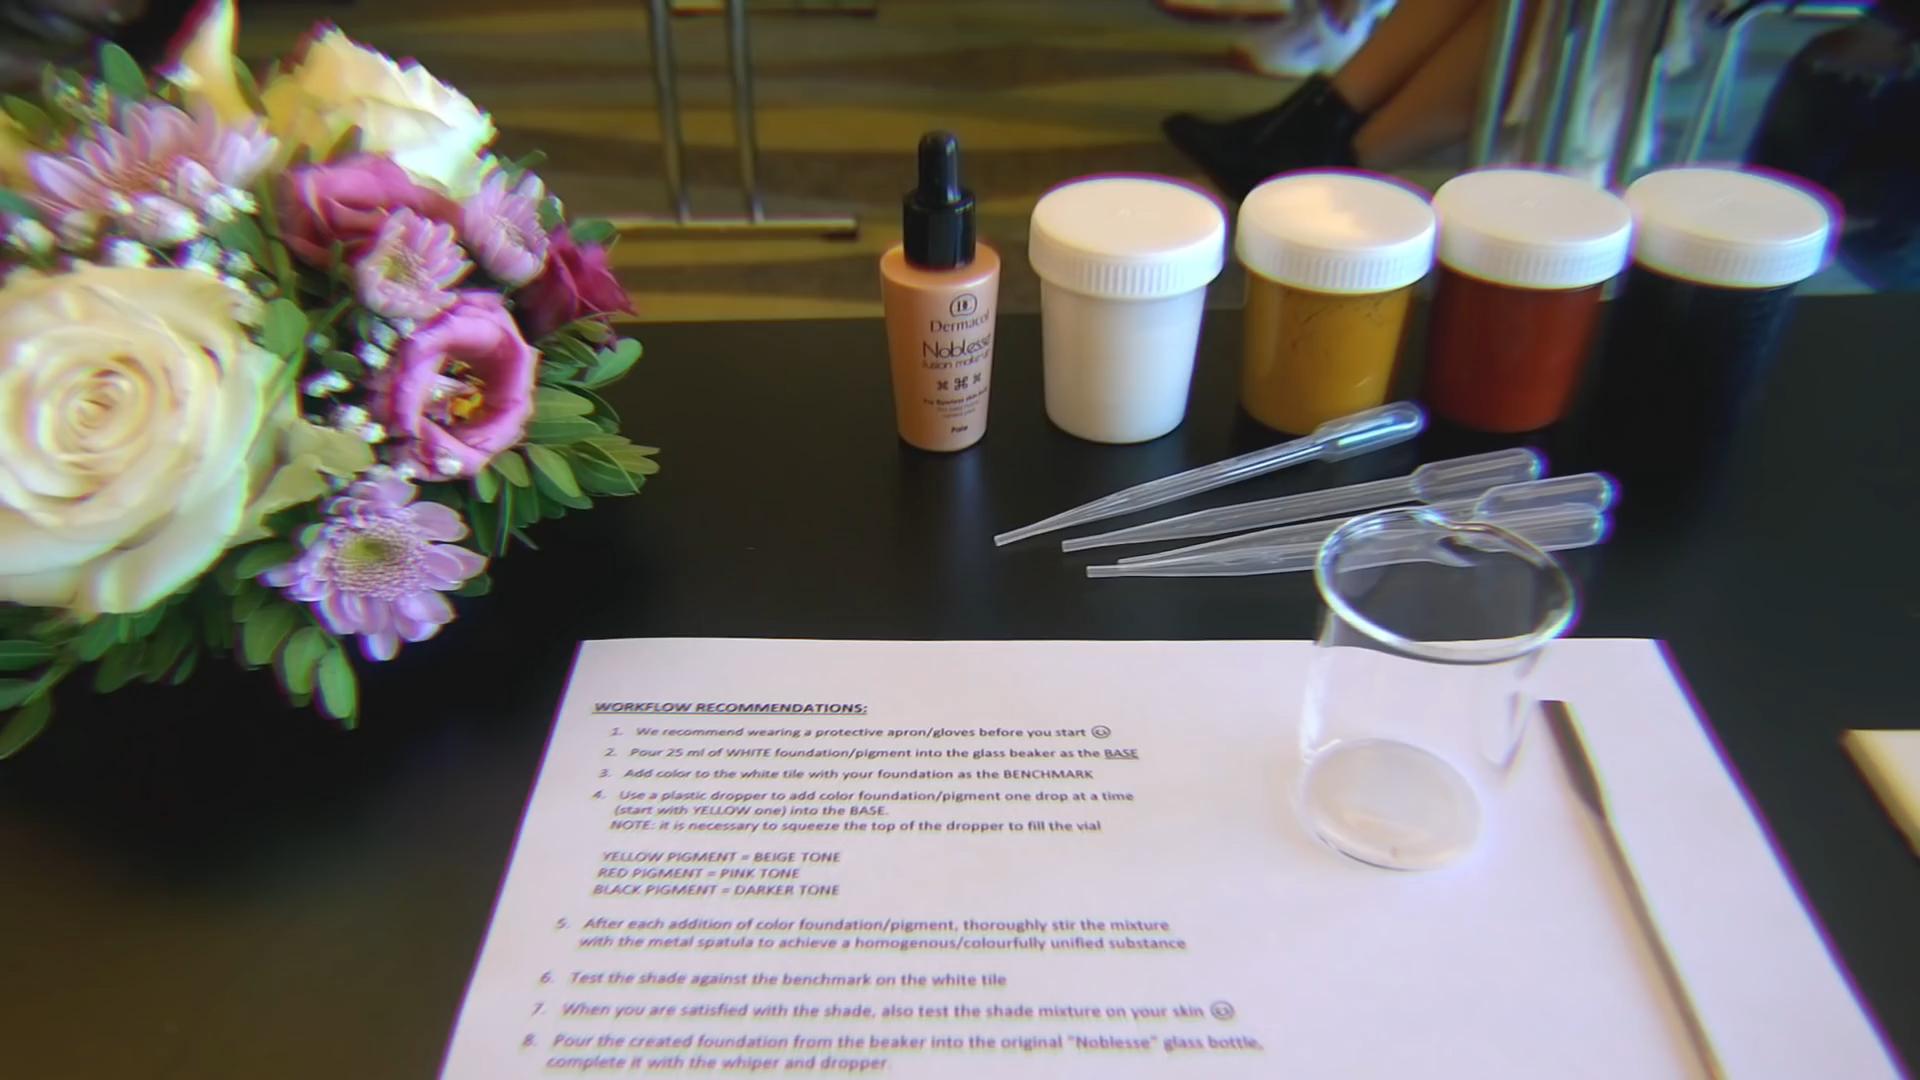 Dermacol
Noblesse
fusion make-up
Pale
WORKFLOW RECOMMENDATIONS:
1. We recommend wearing a protective apron/gloves before you start ☺
2. Pour 25 ml of WHITE foundation/pigment into the glass beaker as the BASE
3. Add color to the white tile with your foundation as the BENCHMARK
4. Use a plastic dropper to add color foundation/pigment one drop at a time
(start with YELLOW one) into the BASE.
NOTE: it is necessary to squeeze the top of the dropper to fill the vial
YELLOW PIGMENT = BEIGE TONE
RED PIGMENT = PINK TONE
BLACK PIGMENT = DARKER TONE
5. After each addition of color foundation/pigment, thoroughly stir the mixture
with the metal spatula to achieve a homogenous/colourfully unified substance
6. Test the shade against the benchmark on the white tile
7. When you are satisfied with the shade, also test the shade mixture on your skin ☺
8. Pour the created foundation from the beaker into the original "Noblesse" glass bottle,
complete it with the whiper and dropper.